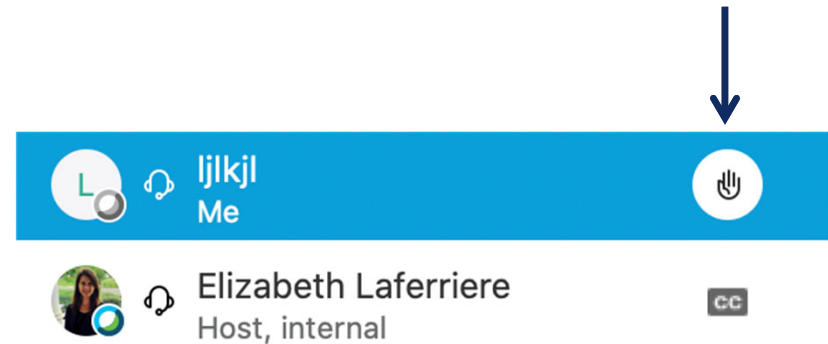 L
ljlkjl
Me
Elizabeth Laferriere
CC
Host, internal